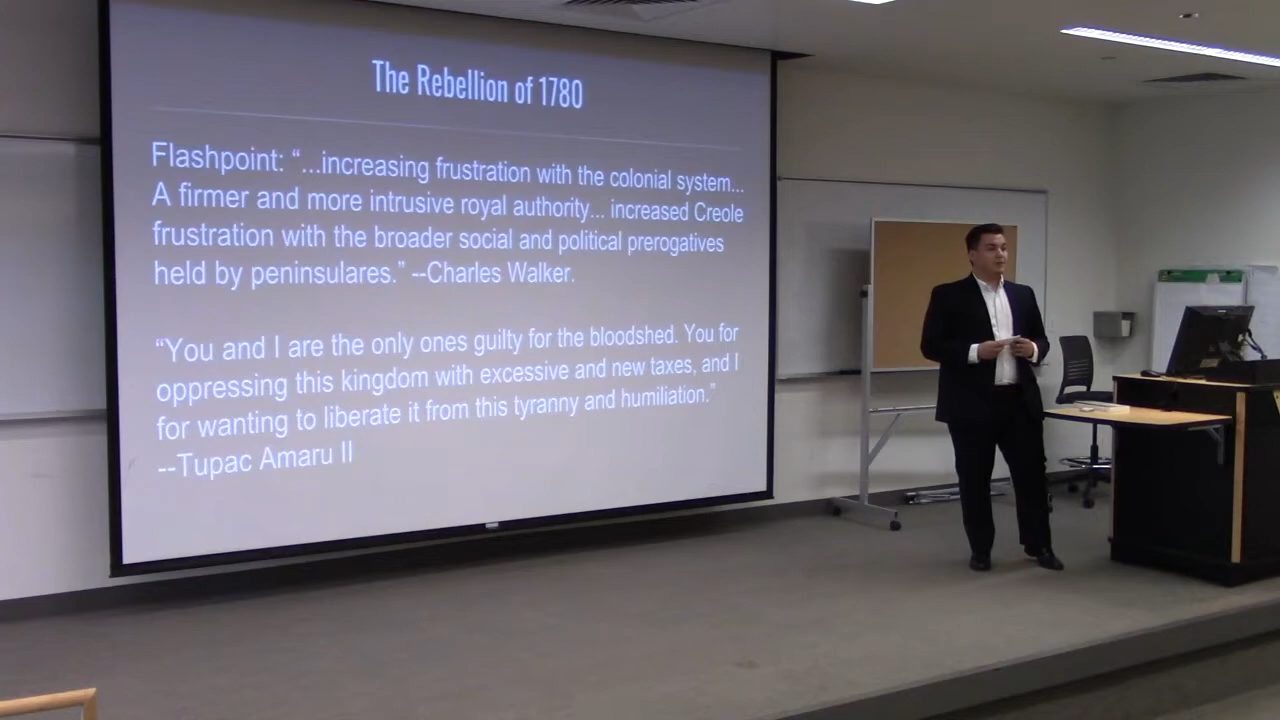 The Rebellion of 1780
Flashpoint: “...increasing frustration with the colonial system...
A firmer and more intrusive royal authority... increased Creole
frustration with the broader social and political prerogatives
held by peninsulares.” --Charles Walker.
“You and I are the only ones guilty for the bloodshed. You for
oppressing this kingdom with excessive and new taxes, and I
for wanting to liberate it from this tyranny and humiliation.”
--Tupac Amaru II